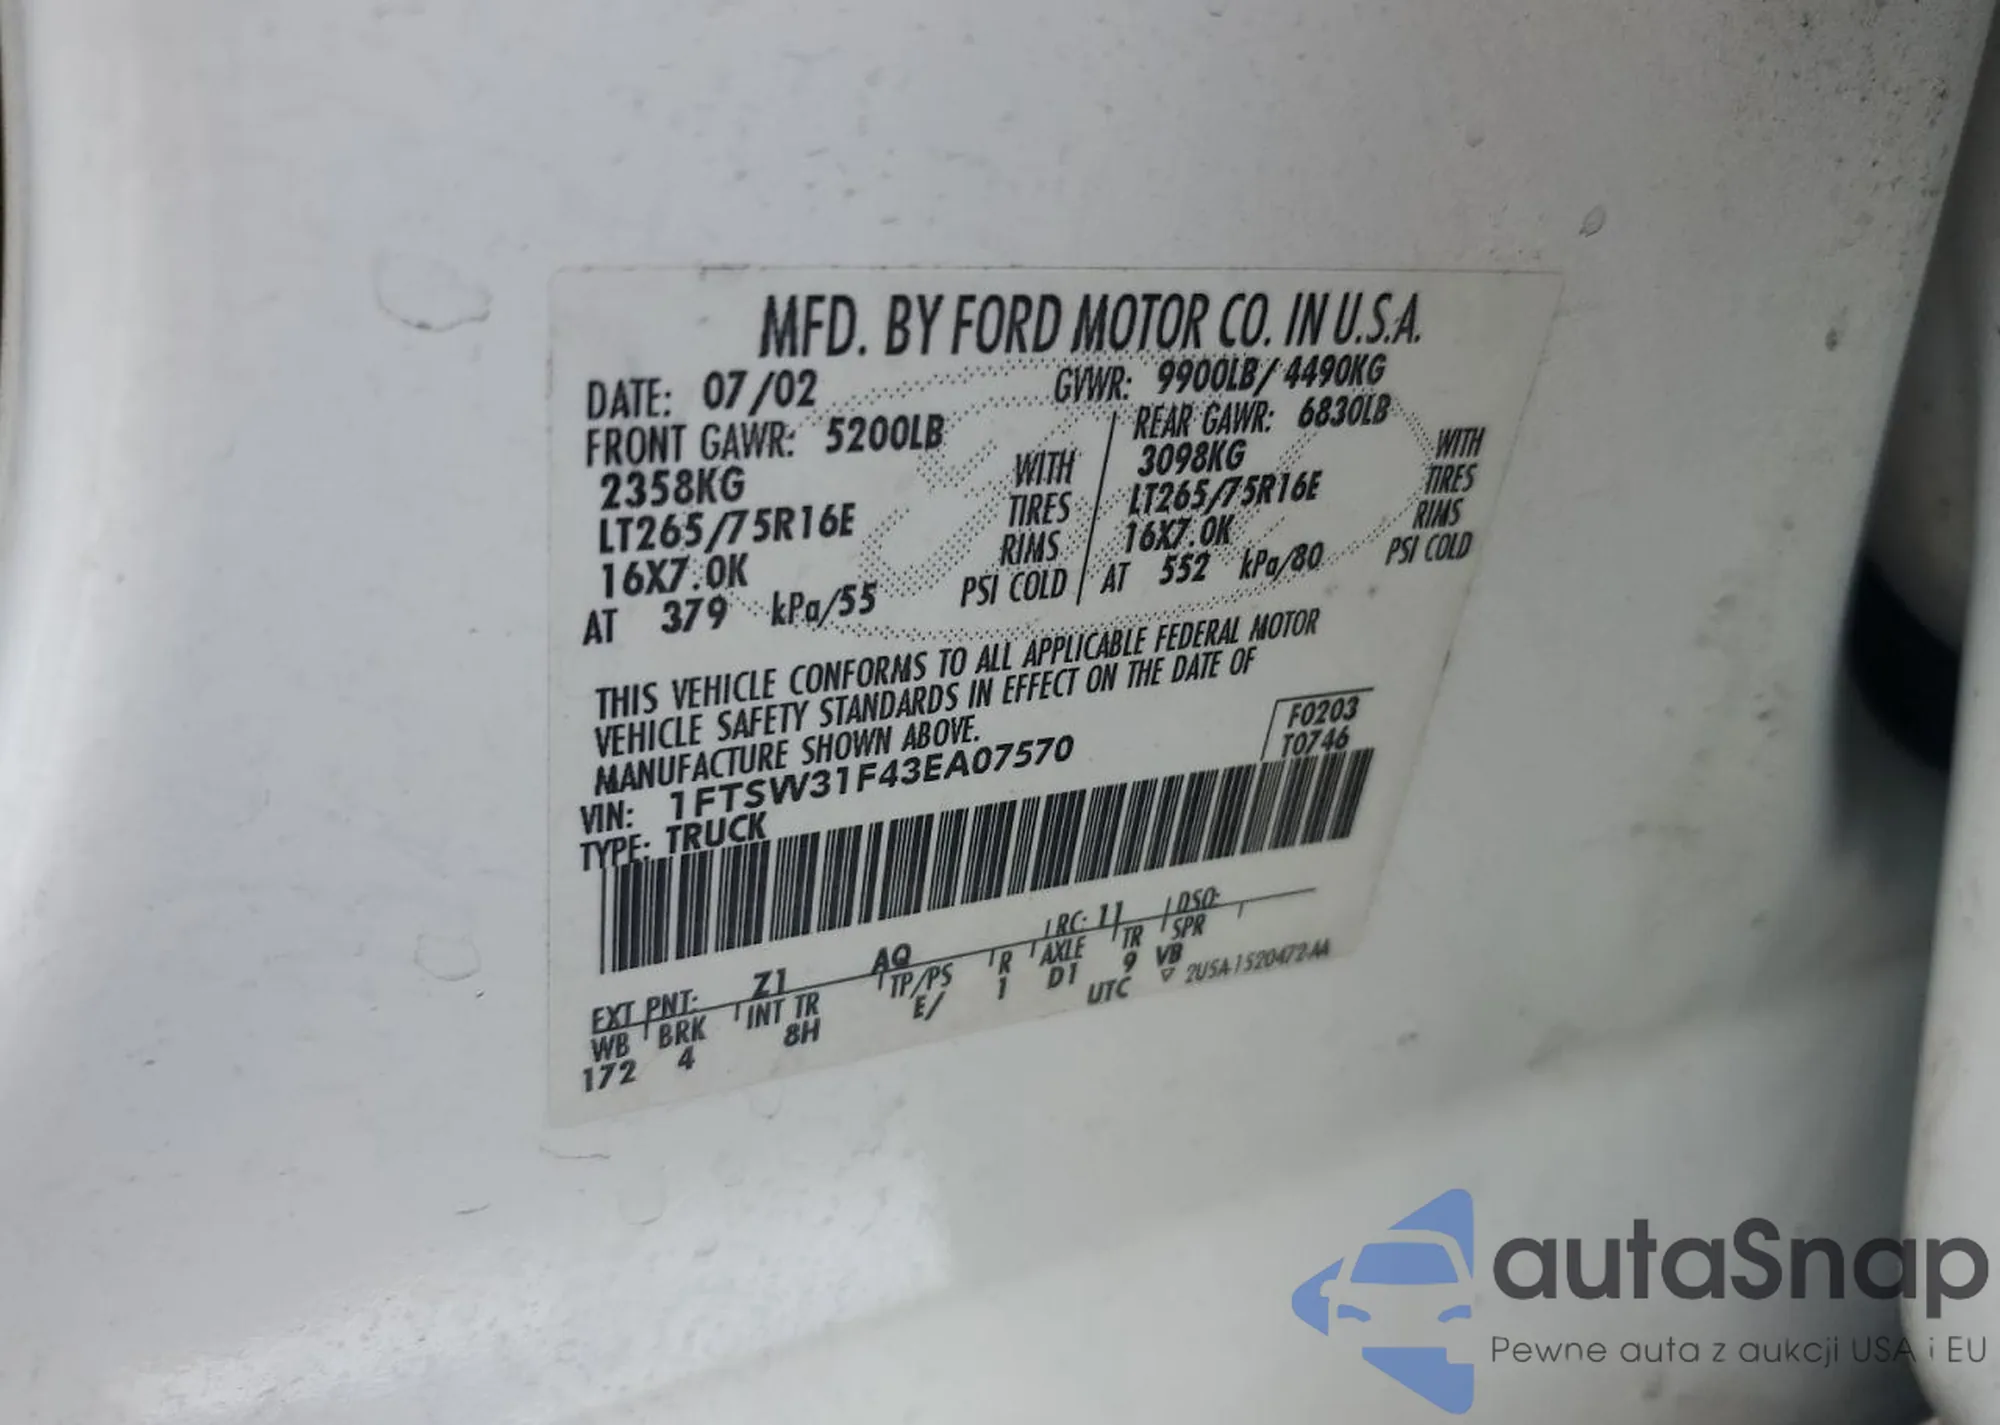 MFD. BY FORD MOTOR CO. IN U.S.A.
DATE: 07/02 GVWR: 9900LB/4490KG
FRONT GAWR: 5200LB REAR GAWR: 6830LB
2358KG WITH 3098KG WITH
LT265/75R16E TIRES LT265/75R16E TIRES
16X7.0K RIMS 16X7.0K RIMS
AT 379 kPa/55 PSI COLD AT 552 kPa/80 PSI COLD
THIS VEHICLE CONFORMS TO ALL APPLICABLE FEDERAL MOTOR
VEHICLE SAFETY STANDARDS IN EFFECT ON THE DATE OF
MANUFACTURE SHOWN ABOVE.
F0203
T0746
VIN: 1FTSW31F43EA07570
TYPE: TRUCK
EXT PNT: Z1 AQ RC: 11 DSO:
WB BRK INT TR TP/PS R AXLE TR SPR
172 4 8H E/ 1 D1 9 VB
UTC ▽ 2U5A-1520472-AA
autaSnap
Pewne auta z aukcji USA i EU